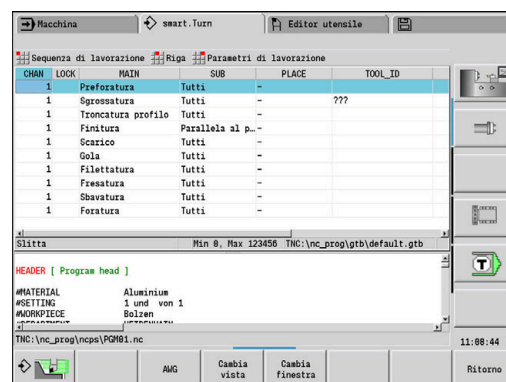 Macchina smart.Turn Editor utensile
Sequenza di lavorazione Riga Parametri di lavorazione
CHAN LOCK MAIN SUB PLACE TOOL_ID
1 Preforatura Tutti -
1 Sgrossatura Tutti - ???
1 Troncatura profilo Tutti -
1 Finitura Parallela al p… -
1 Scarico Tutti -
1 Gola Tutti -
1 Filettatura Tutti -
1 Fresatura Tutti -
1 Sbavatura Tutti -
1 Foratura Tutti -
Slitta Min 0, Max 123456 TNC:\nc_prog\gtb\default.gtb
HEADER [ Program head ]
#MATERIAL Aluminium
#SETTING 1 und von 1
#WORKPIECE Bolzen
TNC:\nc_prog\ncps\PGM01.nc
T
11:08:44
AWG Cambia vista Cambia finestra Ritorno